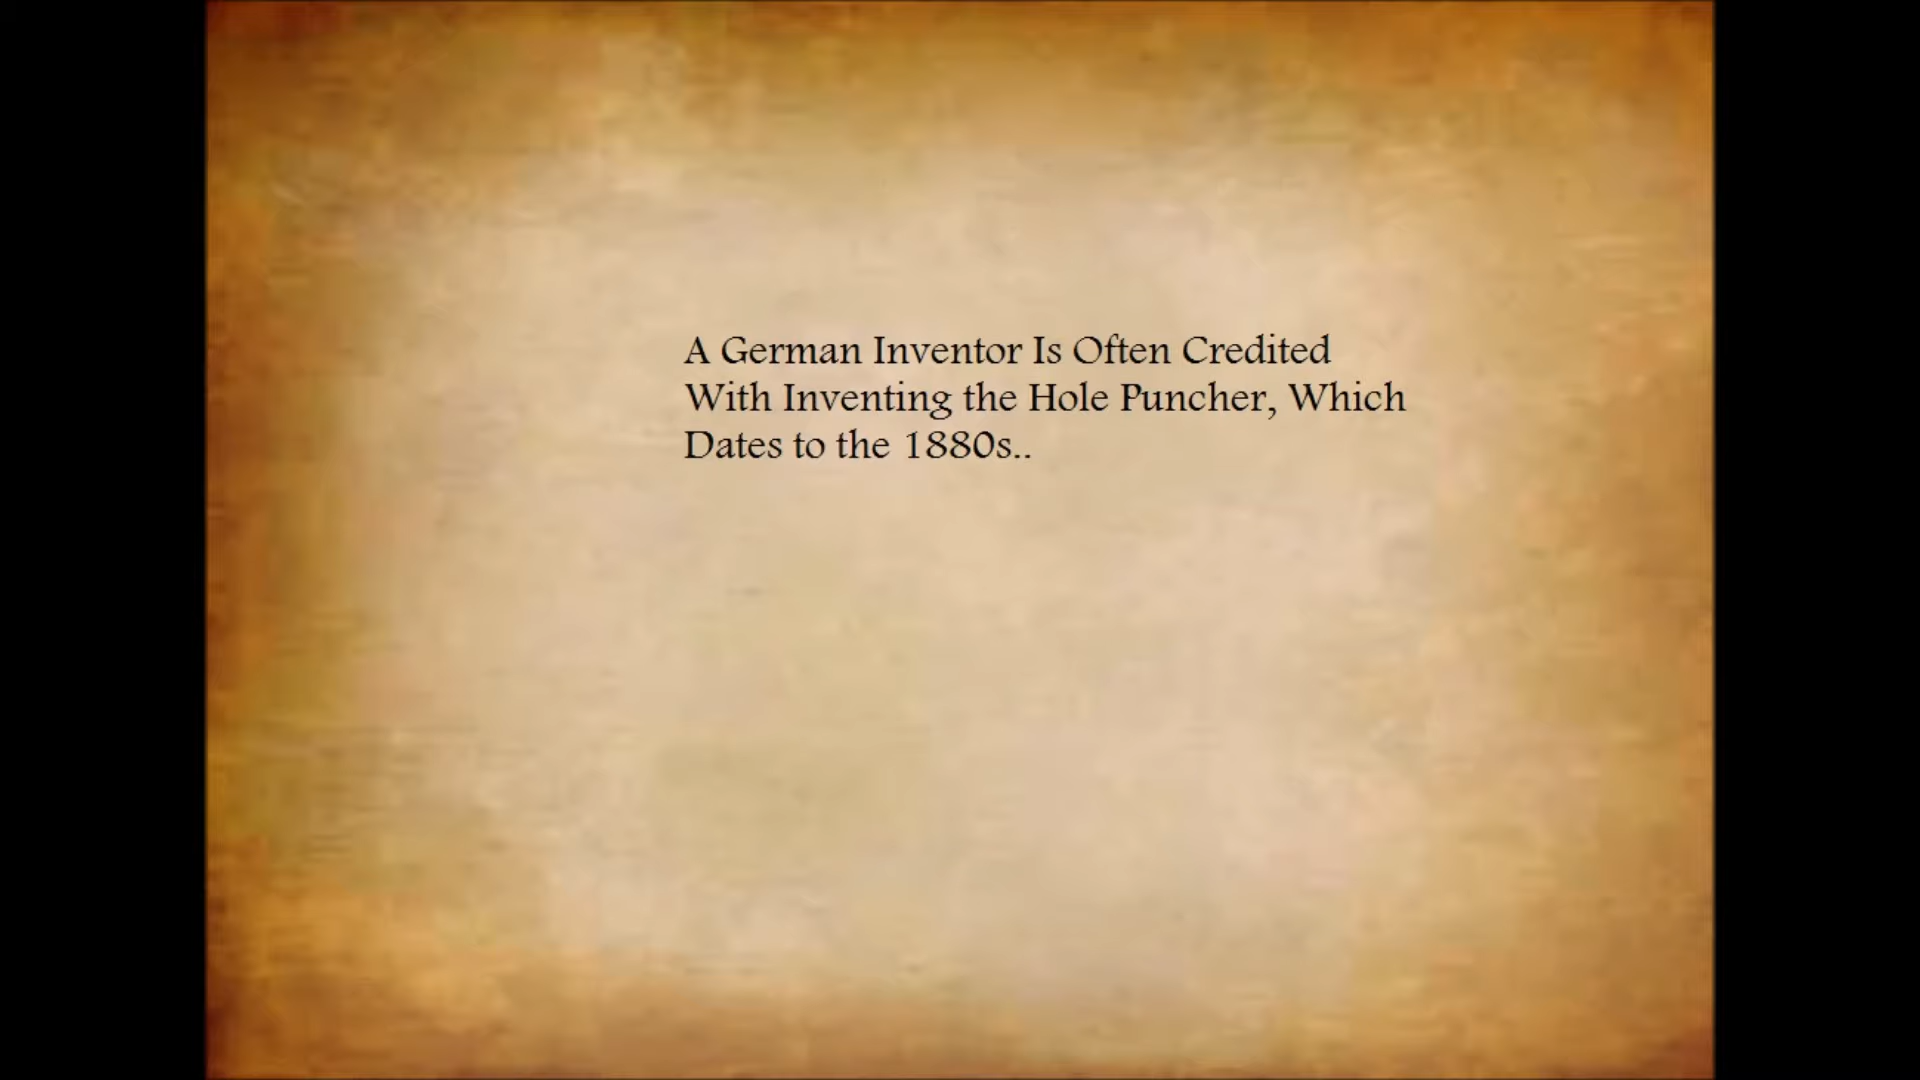 A German Inventor Is Often Credited
With Inventing the Hole Puncher, Which
Dates to the 1880s..